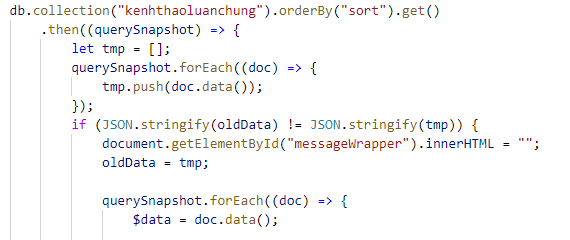 db.collection("kenhthaoluanchung").orderBy("sort").get()
.then((querySnapshot) => {
let tmp = [];
querySnapshot.forEach((doc) => {
tmp.push(doc.data());
});
if (JSON.stringify(oldData) != JSON.stringify(tmp)) {
document.getElementById("messageWrapper").innerHTML = "";
oldData = tmp;
querySnapshot.forEach((doc) => {
$data = doc.data();